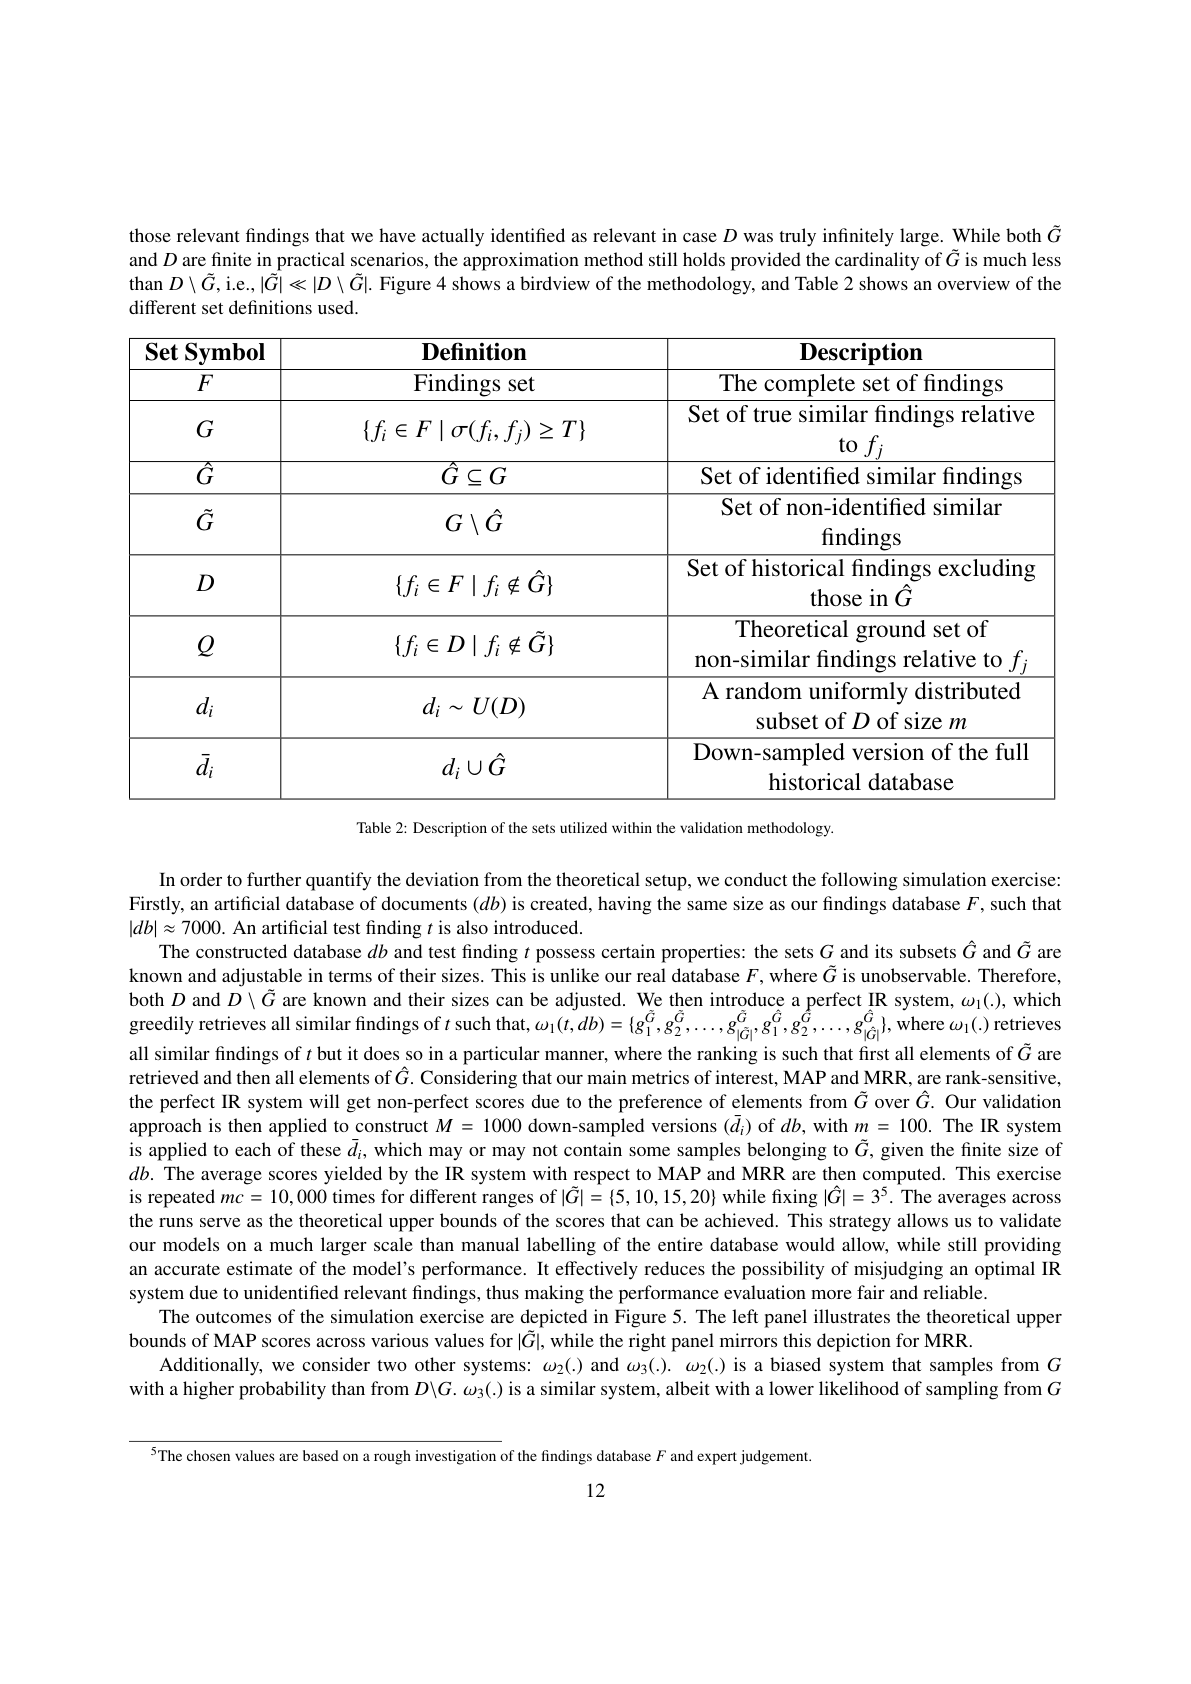 those relevant findings that we have actually identified as relevant in case D was truly infinitely large. While both G̃
and D are finite in practical scenarios, the approximation method still holds provided the cardinality of G̃ is much less
than D \ G̃, i.e., |G̃| ≪ |D \ G̃|. Figure 4 shows a birdview of the methodology, and Table 2 shows an overview of the
different set definitions used.
Set Symbol Definition Description
F Findings set The complete set of findings
G {f_i ∈ F | σ(f_i, f_j) ≥ T} Set of true similar findings relative
to f_j
Ĝ Ĝ ⊆ G Set of identified similar findings
G̃ G \ Ĝ Set of non-identified similar
findings
D {f_i ∈ F | f_i ∉ Ĝ} Set of historical findings excluding
those in Ĝ
Q {f_i ∈ D | f_i ∉ G̃} Theoretical ground set of
non-similar findings relative to f_j
d_i d_i ∼ U(D) A random uniformly distributed
subset of D of size m
d̄_i d_i ∪ Ĝ Down-sampled version of the full
historical database
Table 2: Description of the sets utilized within the validation methodology.
In order to further quantify the deviation from the theoretical setup, we conduct the following simulation exercise:
Firstly, an artificial database of documents (db) is created, having the same size as our findings database F, such that
|db| ≈ 7000. An artificial test finding t is also introduced.
The constructed database db and test finding t possess certain properties: the sets G and its subsets Ĝ and G̃ are
known and adjustable in terms of their sizes. This is unlike our real database F, where G̃ is unobservable. Therefore,
both D and D \ G̃ are known and their sizes can be adjusted. We then introduce a perfect IR system, ω₁(.), which
greedily retrieves all similar findings of t such that, ω₁(t, db) = {g_1^G̃, g_2^G̃, . . . , g_|G̃|^G̃, g_1^Ĝ, g_2^Ĝ, . . . , g_|Ĝ|^Ĝ}, where ω₁(.) retrieves
all similar findings of t but it does so in a particular manner, where the ranking is such that first all elements of G̃ are
retrieved and then all elements of Ĝ. Considering that our main metrics of interest, MAP and MRR, are rank-sensitive,
the perfect IR system will get non-perfect scores due to the preference of elements from G̃ over Ĝ. Our validation
approach is then applied to construct M = 1000 down-sampled versions (d̄_i) of db, with m = 100. The IR system
is applied to each of these d̄_i, which may or may not contain some samples belonging to G̃, given the finite size of
db. The average scores yielded by the IR system with respect to MAP and MRR are then computed. This exercise
is repeated mc = 10, 000 times for different ranges of |G̃| = {5, 10, 15, 20} while fixing |Ĝ| = 3⁵. The averages across
the runs serve as the theoretical upper bounds of the scores that can be achieved. This strategy allows us to validate
our models on a much larger scale than manual labelling of the entire database would allow, while still providing
an accurate estimate of the model's performance. It effectively reduces the possibility of misjudging an optimal IR
system due to unidentified relevant findings, thus making the performance evaluation more fair and reliable.
The outcomes of the simulation exercise are depicted in Figure 5. The left panel illustrates the theoretical upper
bounds of MAP scores across various values for |G̃|, while the right panel mirrors this depiction for MRR.
Additionally, we consider two other systems: ω₂(.) and ω₃(.). ω₂(.) is a biased system that samples from G
with a higher probability than from D\G. ω₃(.) is a similar system, albeit with a lower likelihood of sampling from G
⁵The chosen values are based on a rough investigation of the findings database F and expert judgement.
12